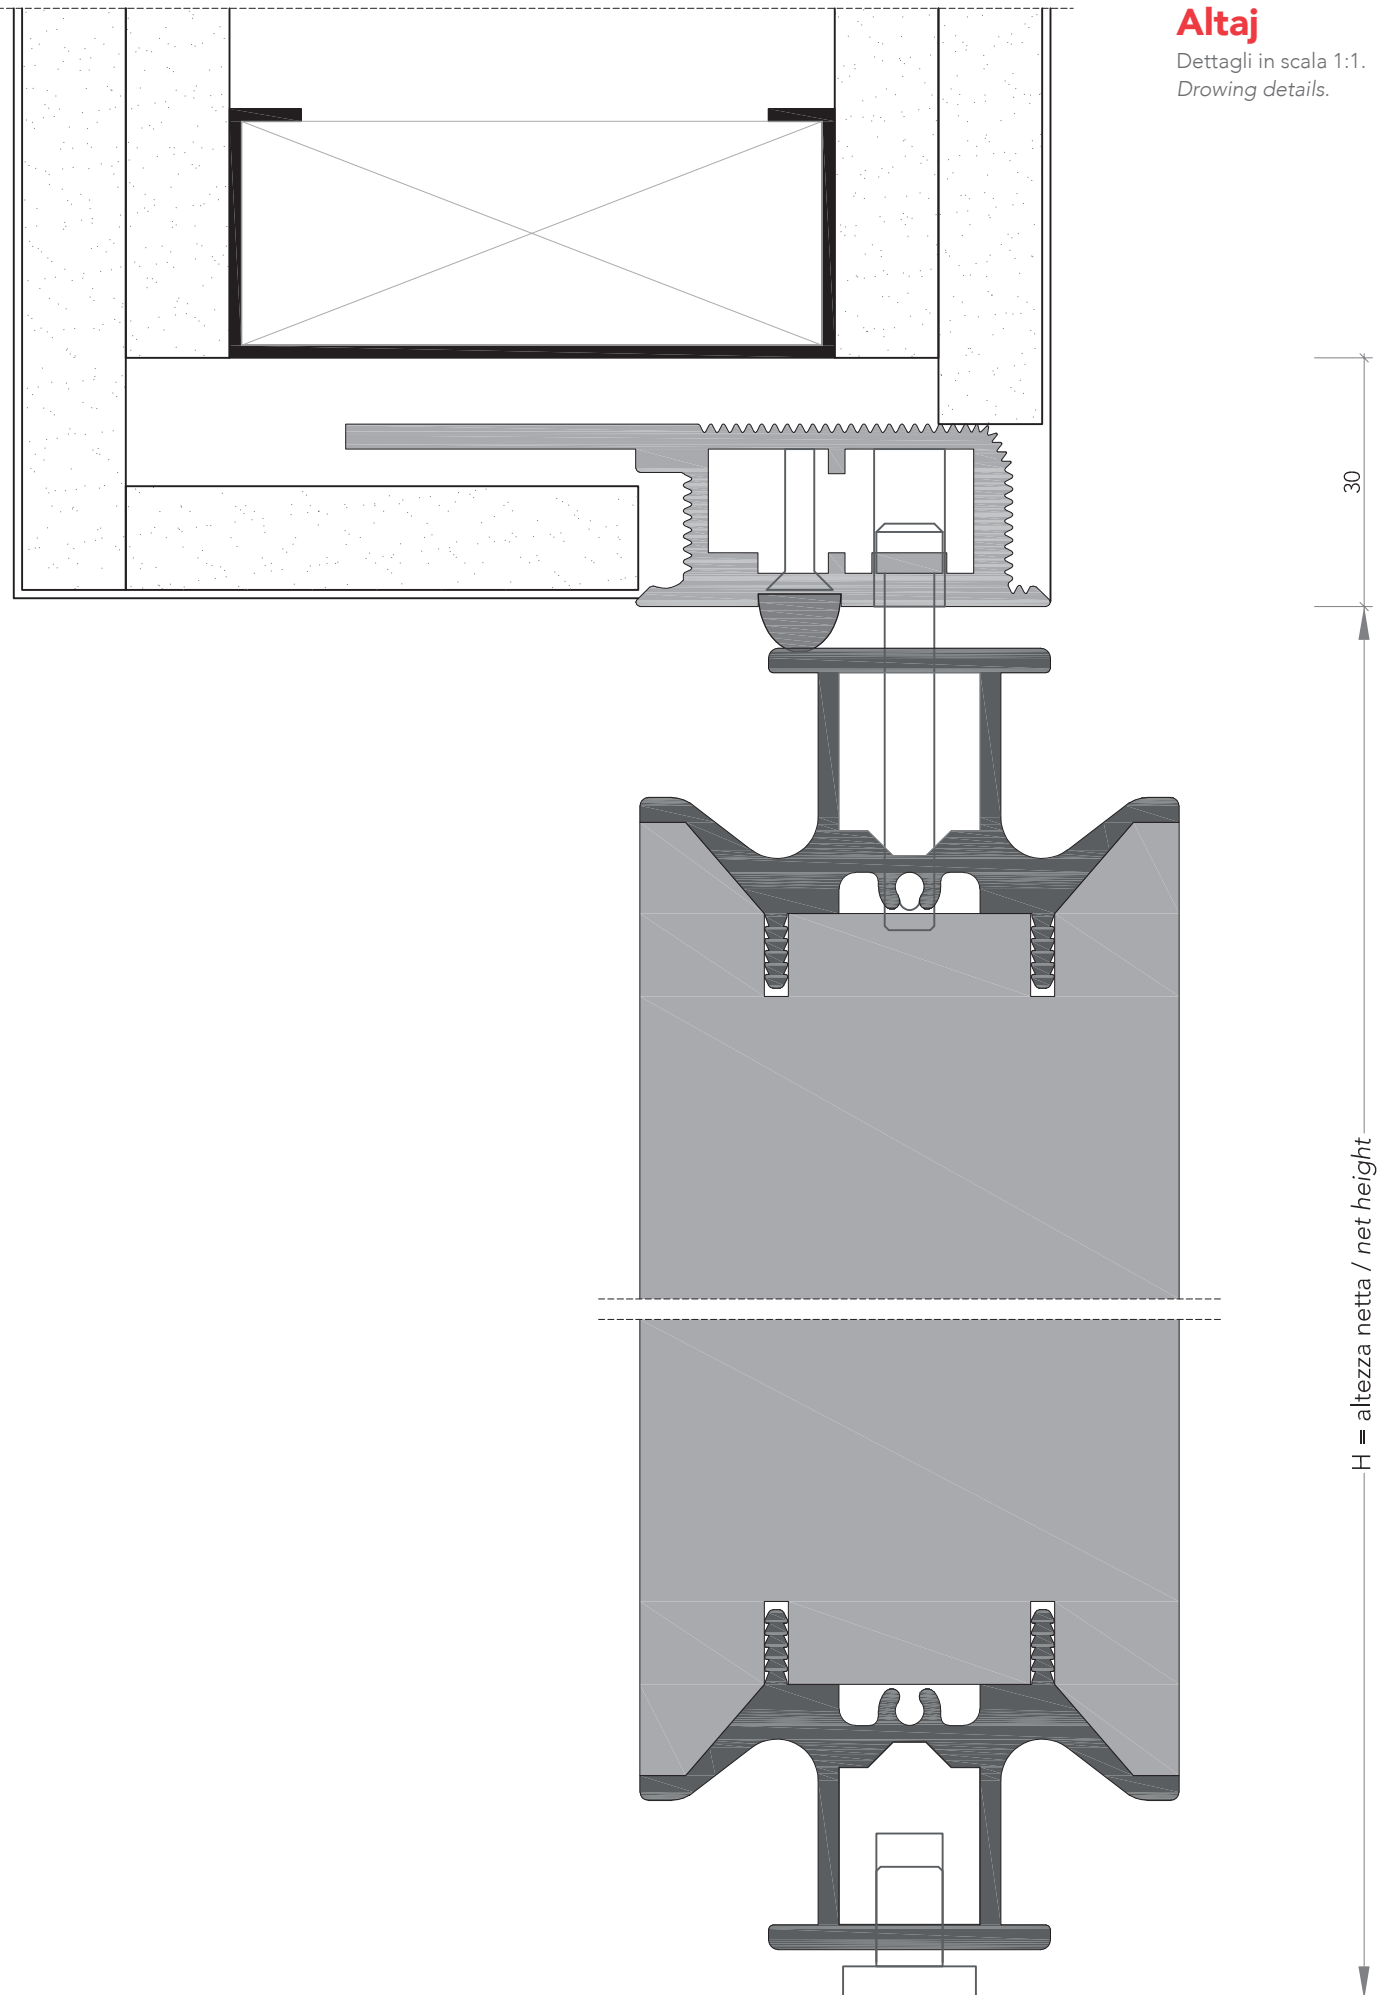 Altaj
Dettagli in scala 1:1.
Drowing details.
30
H = altezza netta / net height